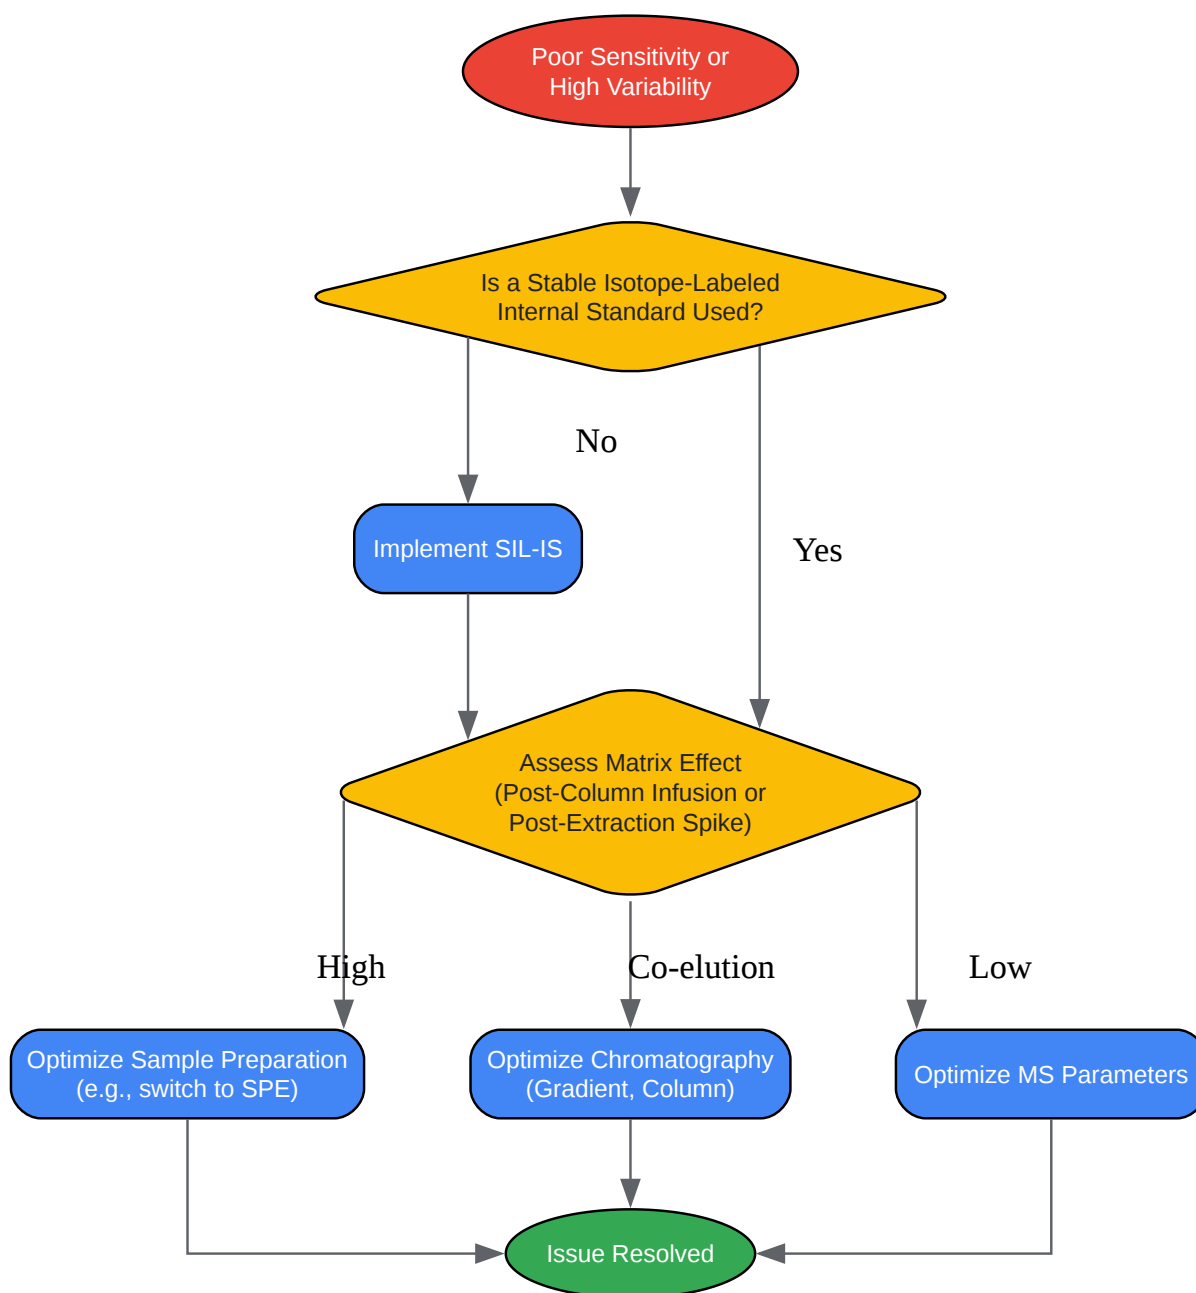 Poor Sensitivity or
High Variability
Is a Stable Isotope-Labeled
Internal Standard Used?
No
Implement SIL-IS
Yes
Assess Matrix Effect
(Post-Column Infusion or
Post-Extraction Spike)
High
Co-elution
Low
Optimize Sample Preparation
(e.g., switch to SPE)
Optimize Chromatography
(Gradient, Column)
Optimize MS Parameters
Issue Resolved